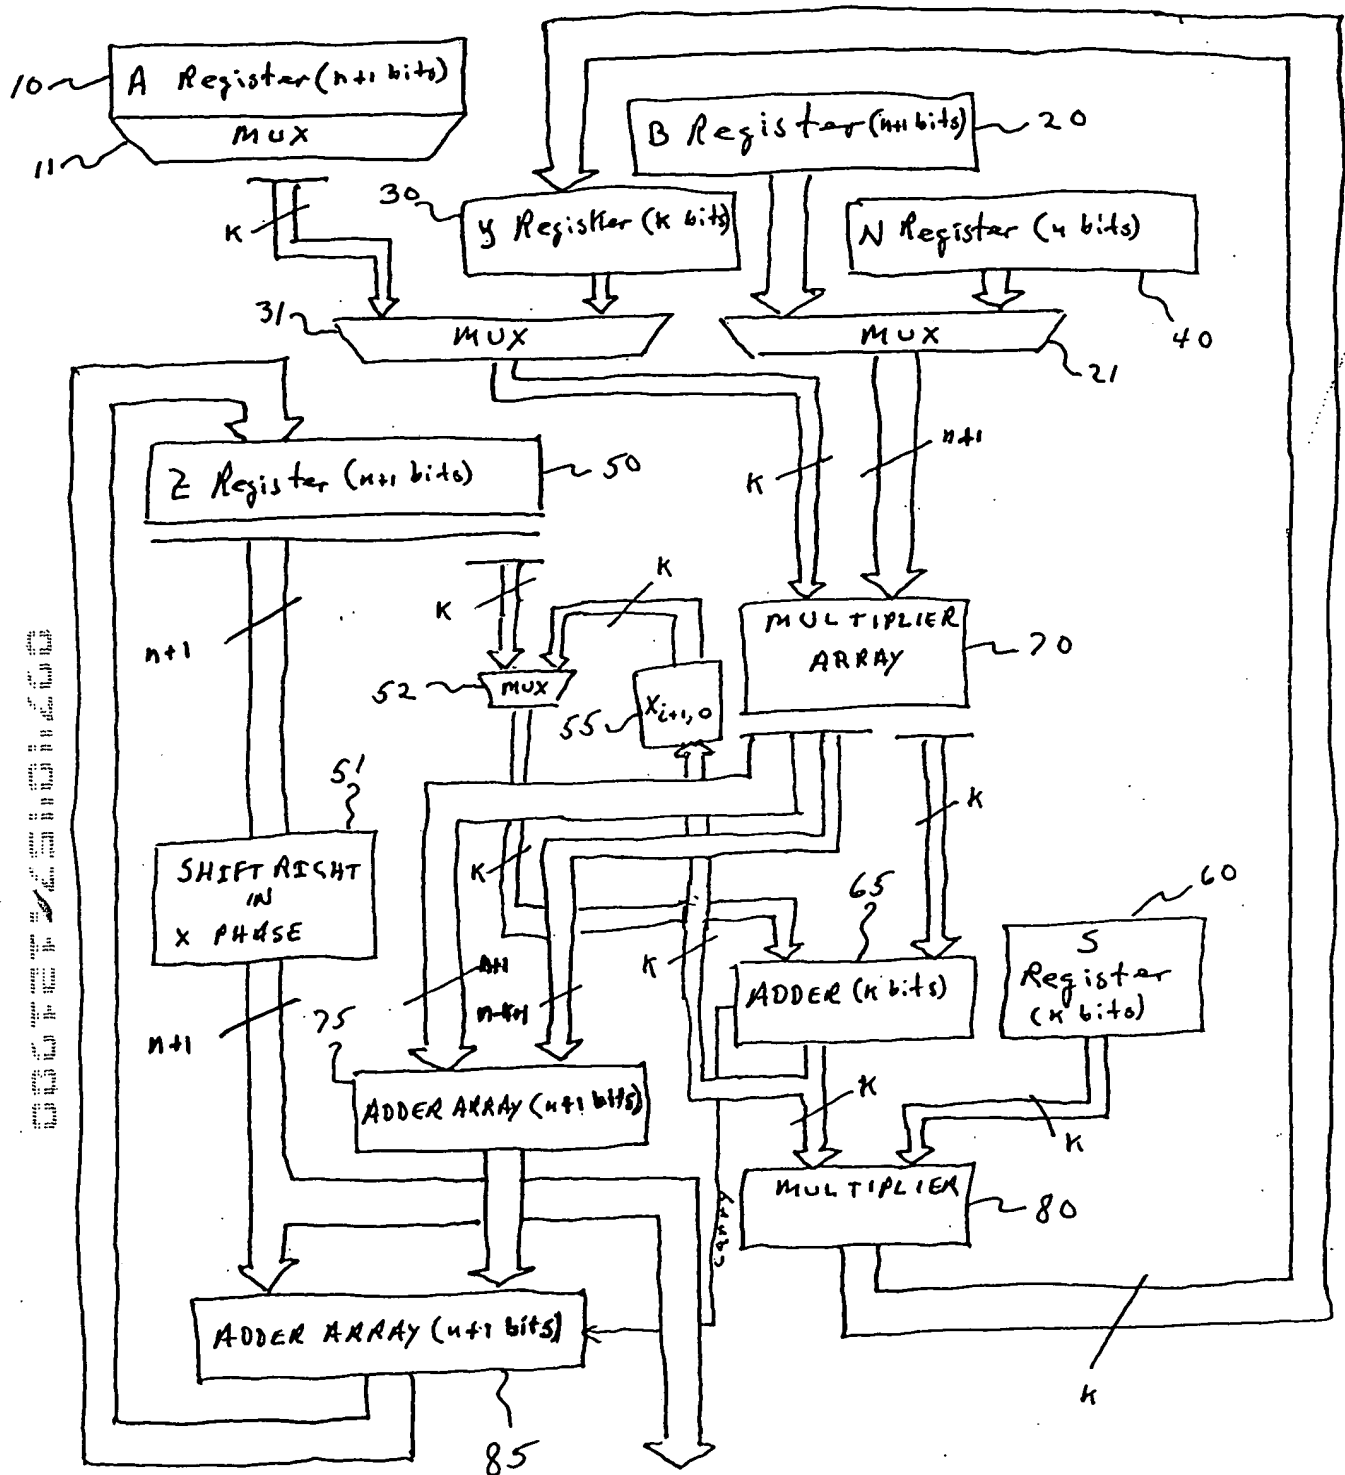 10
A Register (n+1 bits)
MUX
11
K
B Register (n+1 bits)
20
30
Y Register (K bits)
N Register (n bits)
40
31
MUX
MUX
21
K
n+1
Z Register (n+1 bits)
50
n+1
K
K
52
MUX
55
X i+1, 0
MULTIPLIER
ARRAY
70
51
SHIFT RIGHT
IN
X PHASE
K
K
n+1
n+1
n-k+1
K
65
ADDER (K bits)
60
S
Register
(K bits)
75
ADDER ARRAY (n+1 bits)
K
K
MULTIPLIER
80
carry
ADDER ARRAY (n+1 bits)
85
K